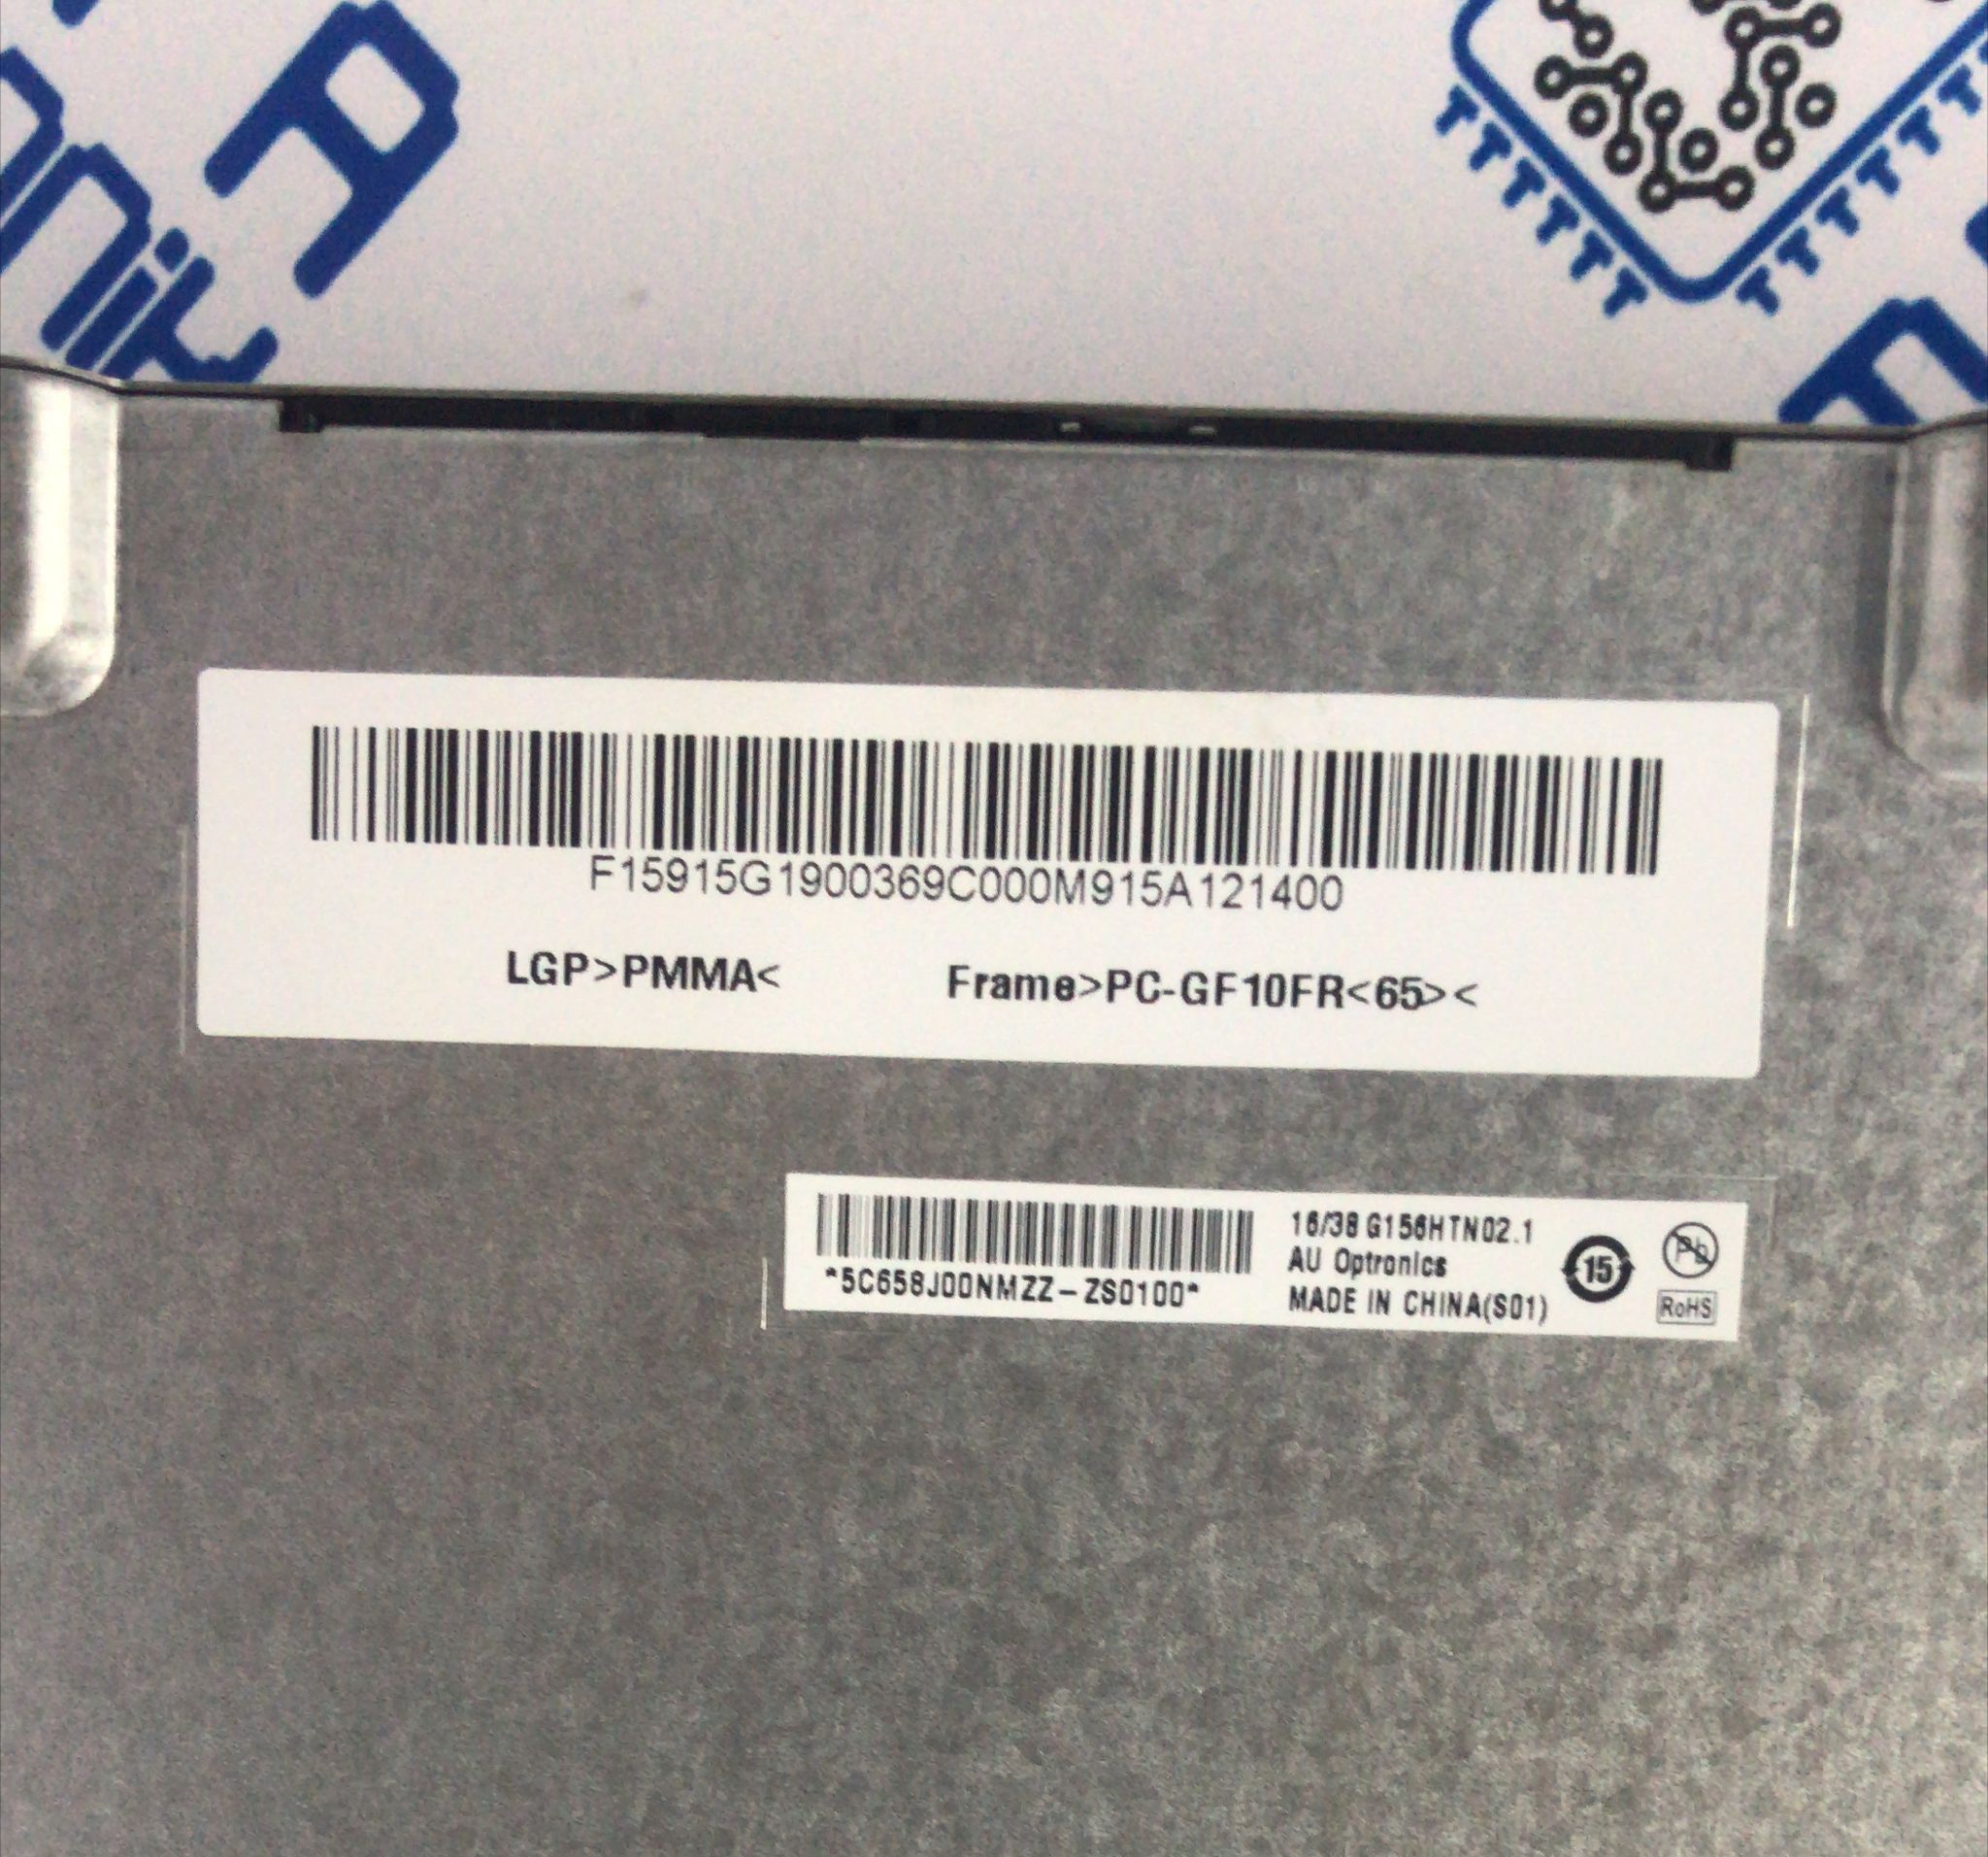 F15915G1900369C000M915A121400
LGP>PMMA<
Frame>PC-GF10FR<65><
*5C658J00NMZZ-ZS0100*
16/38 G156HTN02.1
AU Optronics
MADE IN CHINA(S01)
15
Pb
RoHS